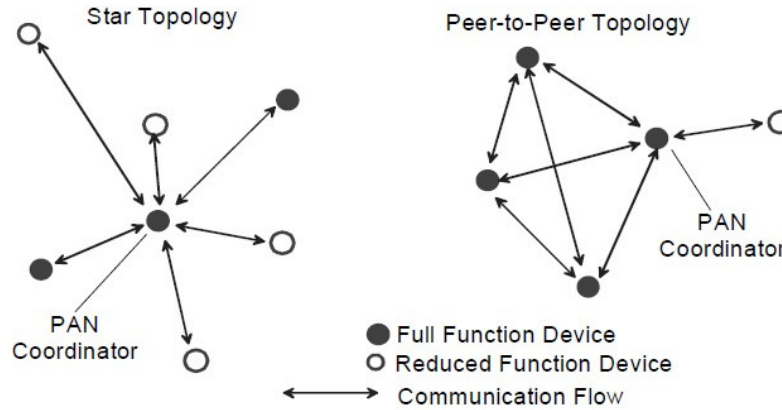 Star Topology
Peer-to-Peer Topology
PAN
Coordinator
PAN
Coordinator
Full Function Device
Reduced Function Device
Communication Flow